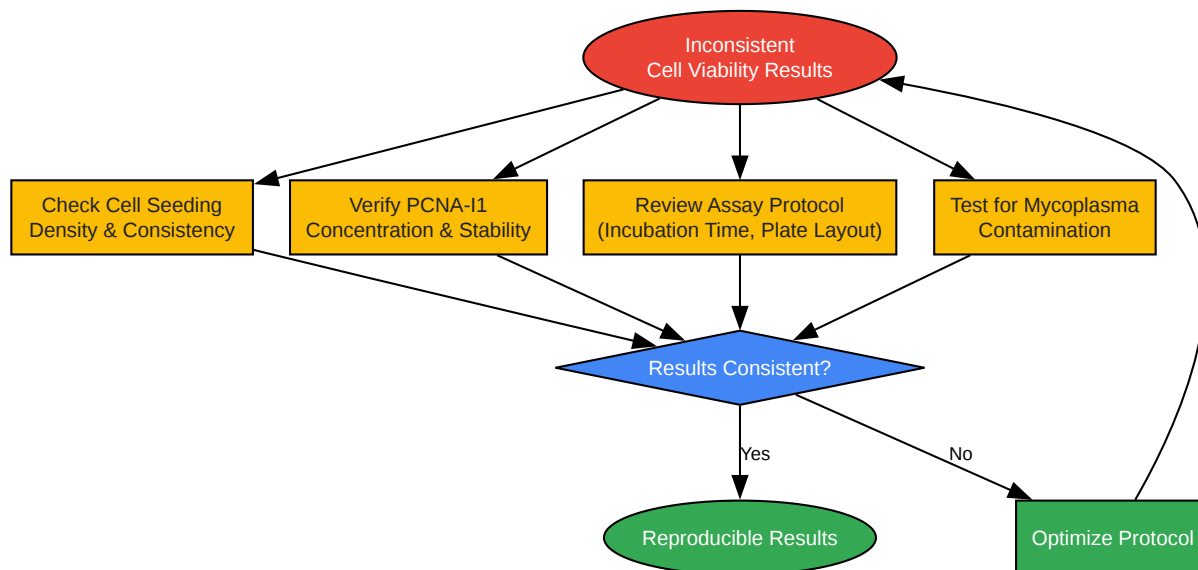 Inconsistent
Cell Viability Results
Check Cell Seeding
Density & Consistency
Verify PCNA-I1
Concentration & Stability
Review Assay Protocol
(Incubation Time, Plate Layout)
Test for Mycoplasma
Contamination
Results Consistent?
Yes
No
Reproducible Results
Optimize Protocol